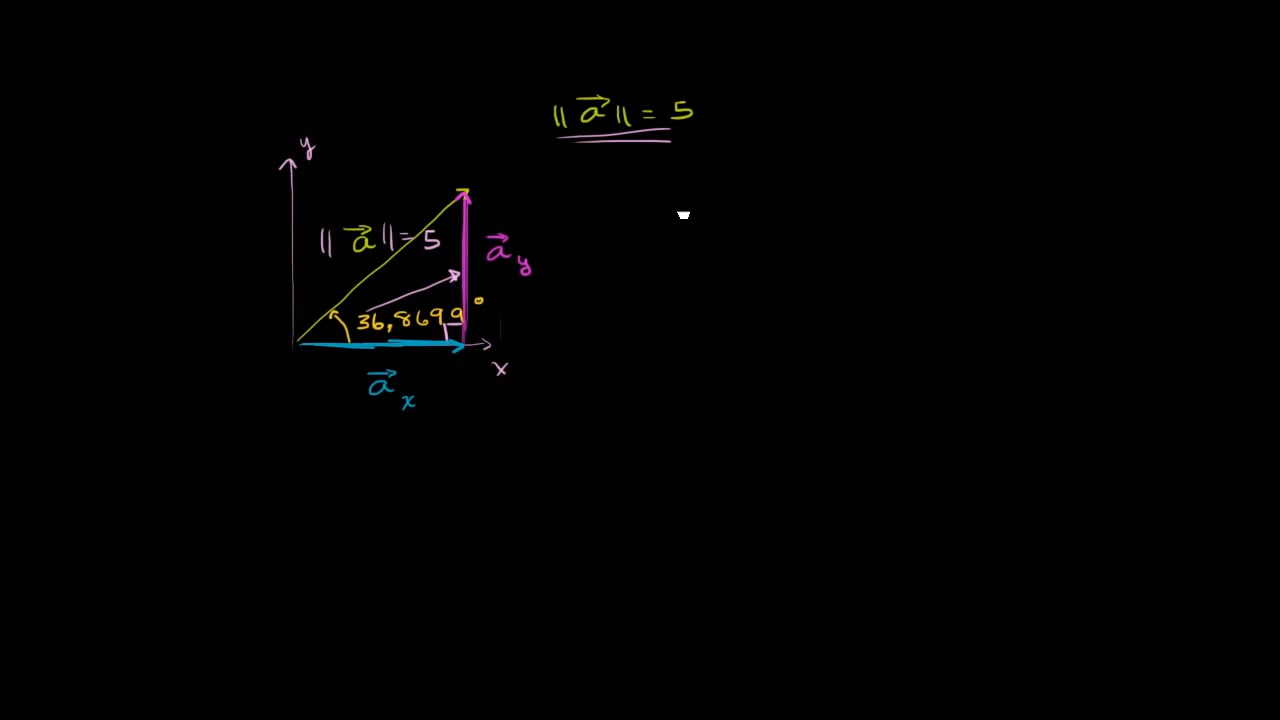 ‖a⃗‖ = 5
y
‖a⃗‖ = 5
a⃗y
36,8699°
x
a⃗x